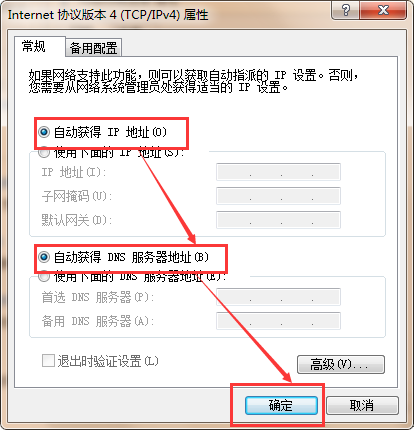 Internet 协议版本 4 (TCP/IPv4) 属性
?
常规
备用配置
如果网络支持此功能，则可以获取自动指派的 IP 设置。否则，
您需要从网络系统管理员处获得适当的 IP 设置。
自动获得 IP 地址(O)
使用下面的 IP 地址(S):
IP 地址(I):
子网掩码(U):
默认网关(D):
自动获得 DNS 服务器地址(B)
使用下面的 DNS 服务器地址(E):
首选 DNS 服务器(P):
备用 DNS 服务器(A):
退出时验证设置(L)
高级(V)...
确定
取消